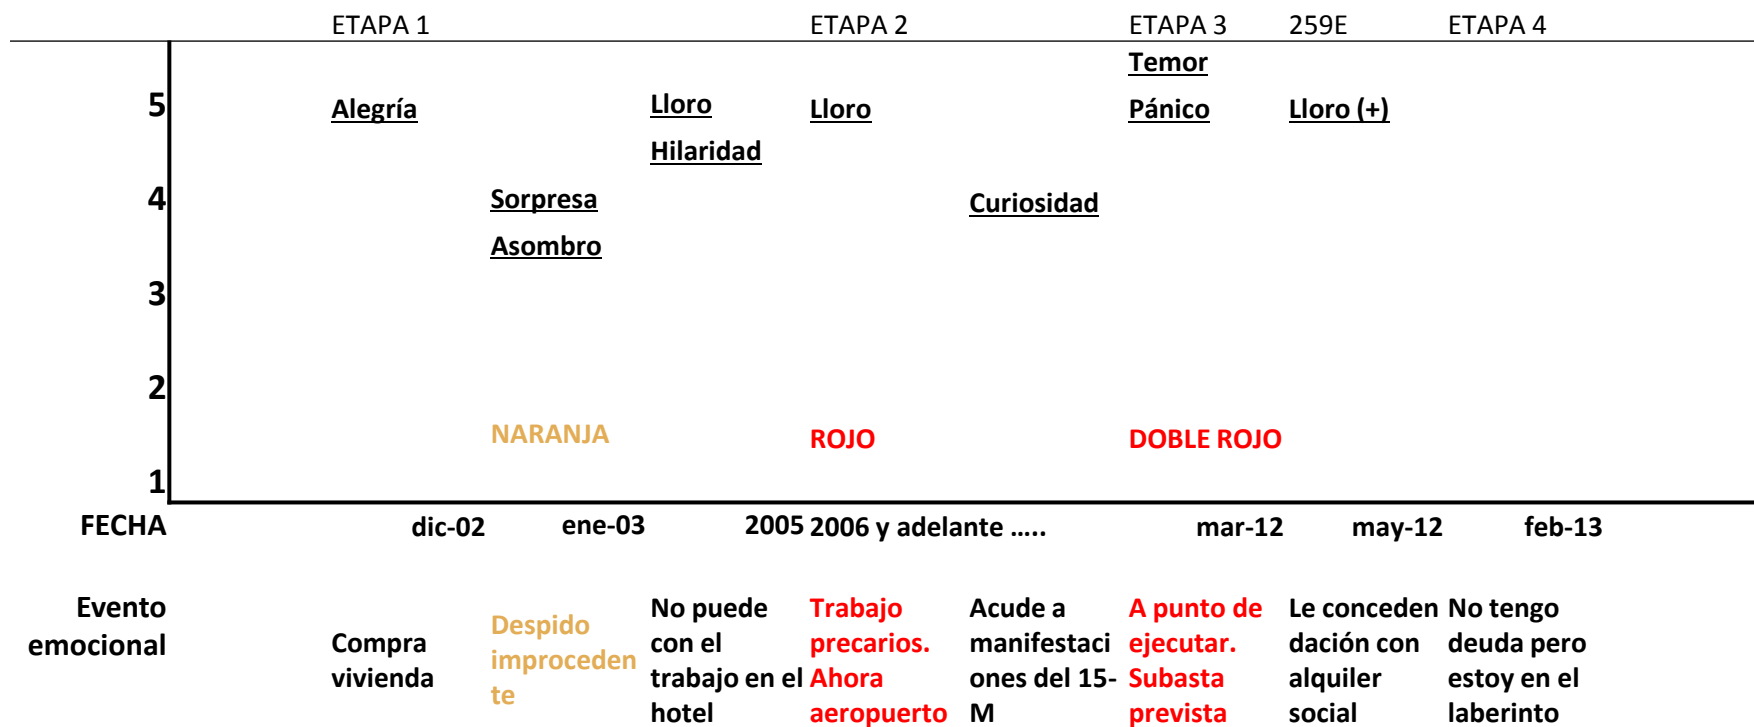 ETAPA 1 ETAPA 2 ETAPA 3 259E ETAPA 4
Temor
5 Alegría Lloro Lloro Pánico Lloro (+)
Hilaridad
4 Sorpresa Curiosidad
Asombro
3
2
NARANJA ROJO DOBLE ROJO
1
FECHA dic-02 ene-03 2005 2006 y adelante ..... mar-12 may-12 feb-13
Evento
emocional
Compra
vivienda
Despido
improceden
te
No puede
con el
trabajo en el
hotel
Trabajo
precarios.
Ahora
aeropuerto
Acude a
manifestaci
ones del 15-
M
A punto de
ejecutar.
Subasta
prevista
Le conceden
dación con
alquiler
social
No tengo
deuda pero
estoy en el
laberinto